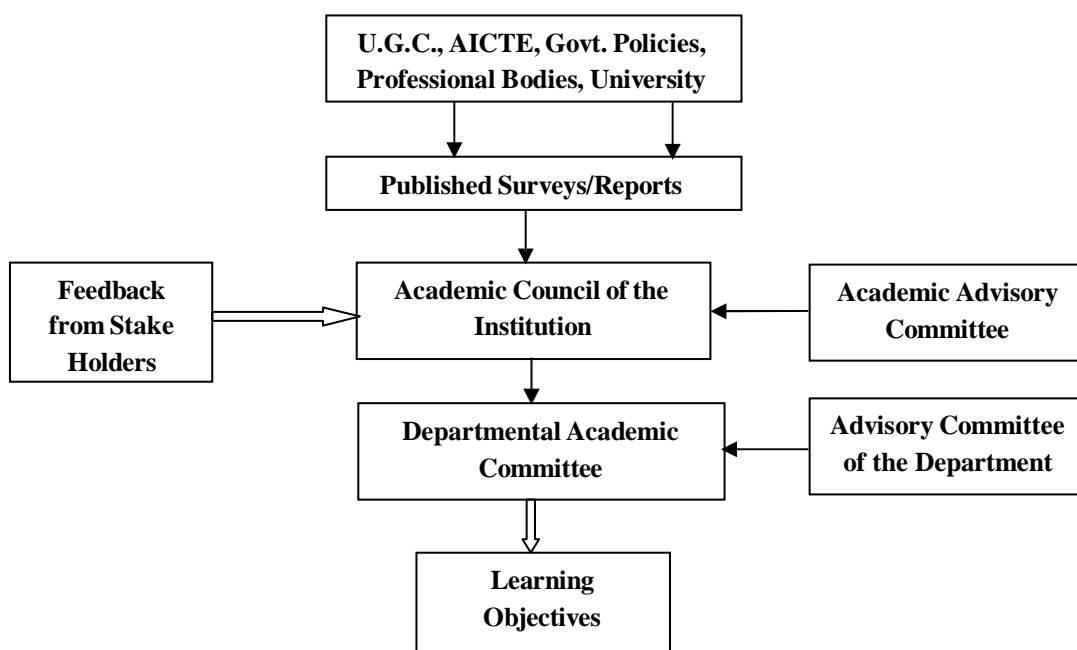 U.G.C., AICTE, Govt. Policies,
Professional Bodies, University
Published Surveys/Reports
Feedback
from Stake
Holders
Academic Council of the
Institution
Academic Advisory
Committee
Departmental Academic
Committee
Advisory Committee
of the Department
Learning
Objectives